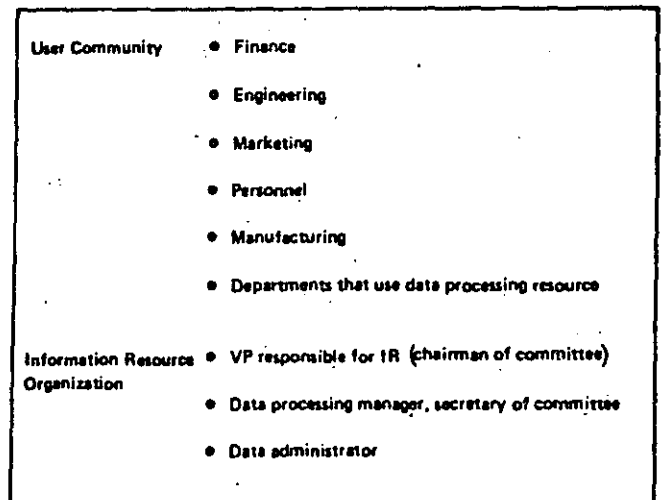 User Community • Finance
• Engineering
• Marketing
• Personnel
• Manufacturing
• Departments that use data processing resource
Information Resource • VP responsible for IR (chairman of committee)
Organization
• Data processing manager, secretary of committee
• Data administrator